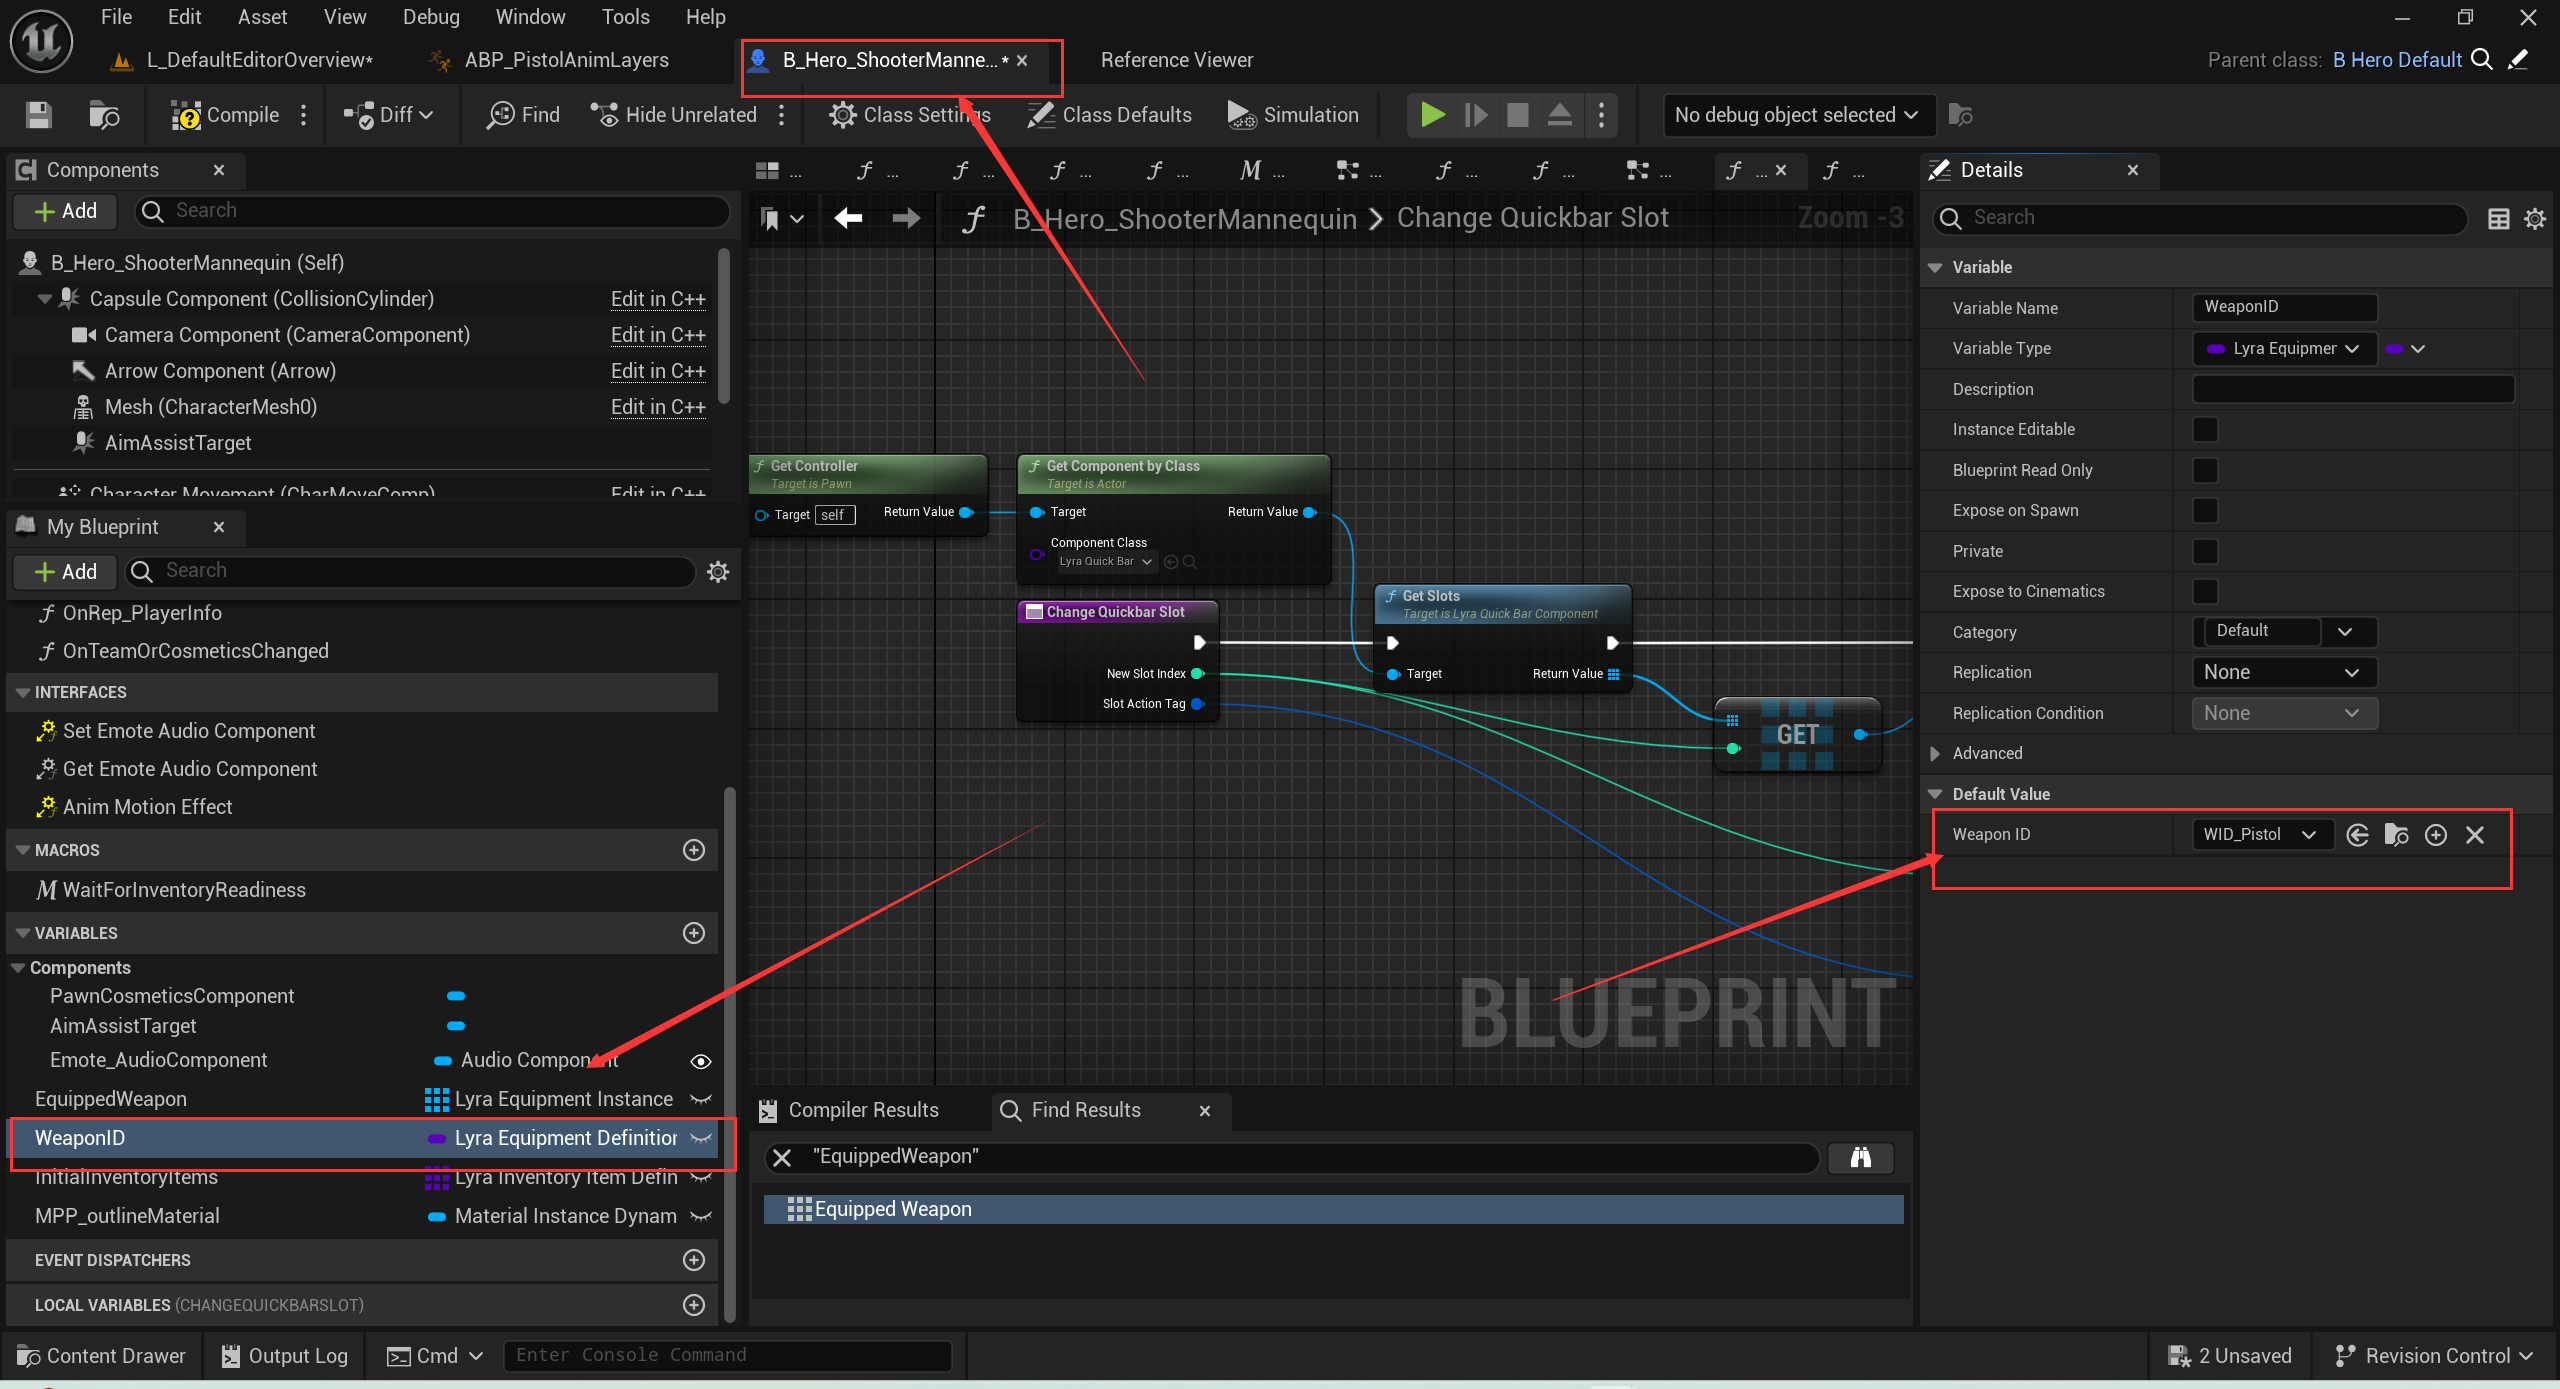 File Edit Asset View Debug Window Tools Help
L_DefaultEditorOverview* ABP_PistolAnimLayers B_Hero_ShooterManne...* Reference Viewer Parent class: B Hero Default
Compile Diff Find Hide Unrelated Class Settings Class Defaults Simulation No debug object selected
Components
Add Search
B_Hero_ShooterMannequin (Self)
Capsule Component (CollisionCylinder) Edit in C++
Camera Component (CameraComponent) Edit in C++
Arrow Component (Arrow) Edit in C++
Mesh (CharacterMesh0) Edit in C++
AimAssistTarget
Character Movement (CharMoveComp) Edit in C++
My Blueprint
Add Search
OnRep_PlayerInfo
OnTeamOrCosmeticsChanged
INTERFACES
Set Emote Audio Component
Get Emote Audio Component
Anim Motion Effect
MACROS
WaitForInventoryReadiness
VARIABLES
Components
PawnCosmeticsComponent
AimAssistTarget
Emote_AudioComponent Audio Component
EquippedWeapon Lyra Equipment Instance
WeaponID Lyra Equipment Definition
InitialInventoryItems Lyra Inventory Item Defin
MPP_outlineMaterial Material Instance Dynam
EVENT DISPATCHERS
LOCAL VARIABLES (CHANGEQUICKBARSLOT)
... ... ... ... ... ... ... ... ... ... ... ...
B_Hero_ShooterMannequin > Change Quickbar Slot Zoom -3
Get Controller
Target is Pawn
Target self Return Value
Get Component by Class
Target is Actor
Target Return Value
Component Class
Lyra Quick Bar
Change Quickbar Slot
New Slot Index
Slot Action Tag
Get Slots
Target is Lyra Quick Bar Component
Target Return Value
GET
BLUEPRINT
Compiler Results Find Results
"EquippedWeapon"
Equipped Weapon
Details
Search
Variable
Variable Name WeaponID
Variable Type Lyra Equipmer
Description
Instance Editable
Blueprint Read Only
Expose on Spawn
Private
Expose to Cinematics
Category Default
Replication None
Replication Condition None
Advanced
Default Value
Weapon ID WID_Pistol
Content Drawer Output Log Cmd Enter Console Command 2 Unsaved Revision Control